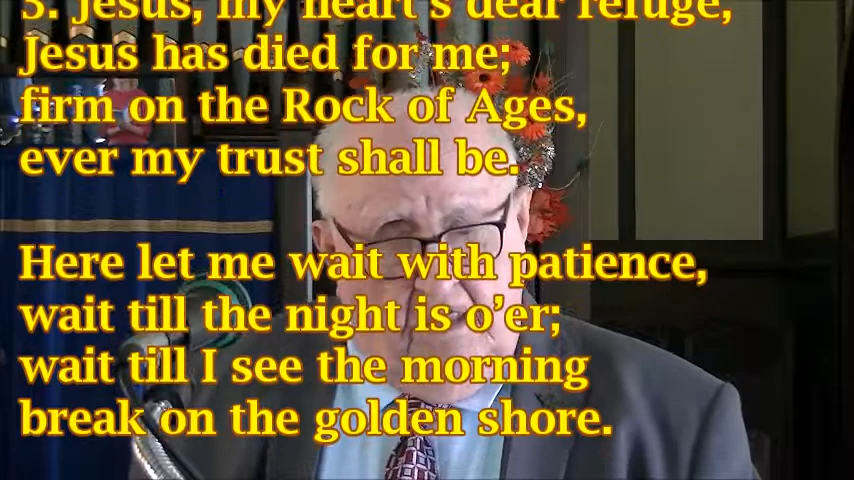 3. Jesus, my heart's dear refuge,
Jesus has died for me;
firm on the Rock of Ages,
ever my trust shall be.
Here let me wait with patience,
wait till the night is o'er;
wait till I see the morning
break on the golden shore.